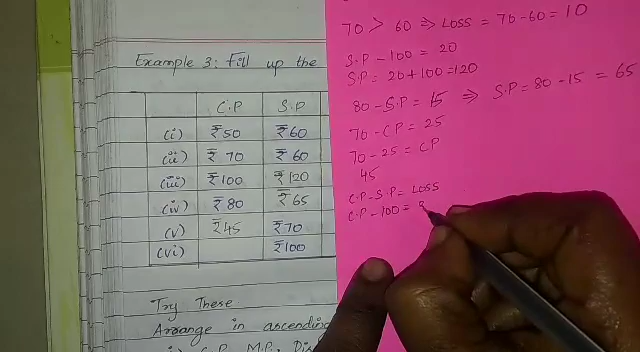 Example 3: Fill up the
C.P S.P
(i) ₹50 ₹60
(ii) ₹70 ₹60
(iii) ₹100 ₹120
(iv) ₹80 ₹65
(v) ₹45 ₹70
(vi) ₹100
Try These
Arrange in ascending
C.P, M.P,
70 > 60 ⇒ LOSS = 70-60 = 10
S.P - 100 = 20
S.P = 20+100 = 120
80 - S.P = 15 ⇒ S.P = 80 - 15 = 65
70 - CP = 25
70 - 25 = CP
45
C.P - S.P = LOSS
C.P - 100 =